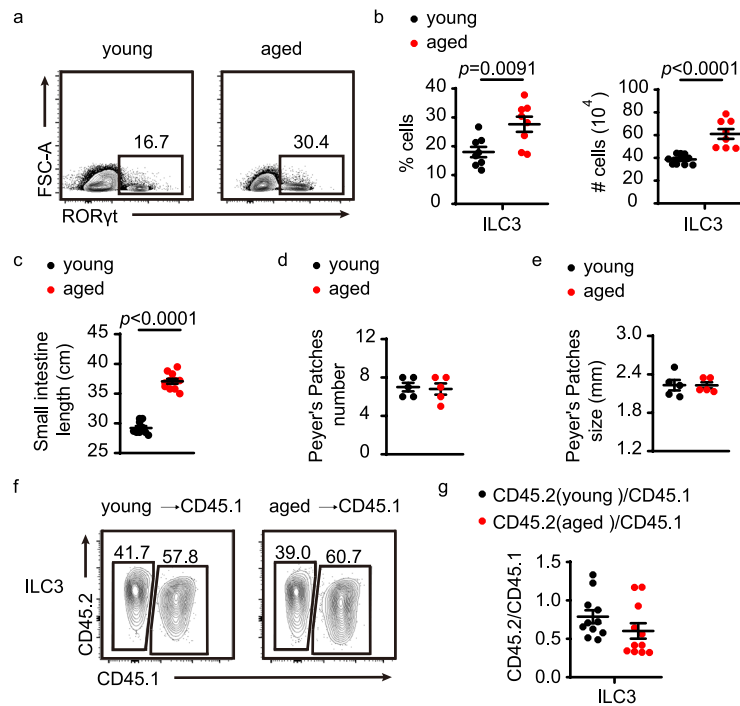 a
young
aged
16.7
30.4
FSC-A
RORγt
b
young
aged
p=0.0091
% cells
40
30
20
10
0
ILC3
p<0.0001
# cells (10⁴)
100
80
60
40
20
0
ILC3
c
young
aged
p<0.0001
Small intestine
length (cm)
45
40
35
30
25
d
young
aged
Peyer's Patches
number
12
8
4
0
e
young
aged
Peyer's Patches
size (mm)
3.0
2.4
1.8
1.2
f
young →CD45.1
aged →CD45.1
41.7
57.8
39.0
60.7
ILC3
CD45.2
CD45.1
g
CD45.2(young )/CD45.1
CD45.2(aged )/CD45.1
CD45.2/CD45.1
1.5
1.0
0.5
0
ILC3